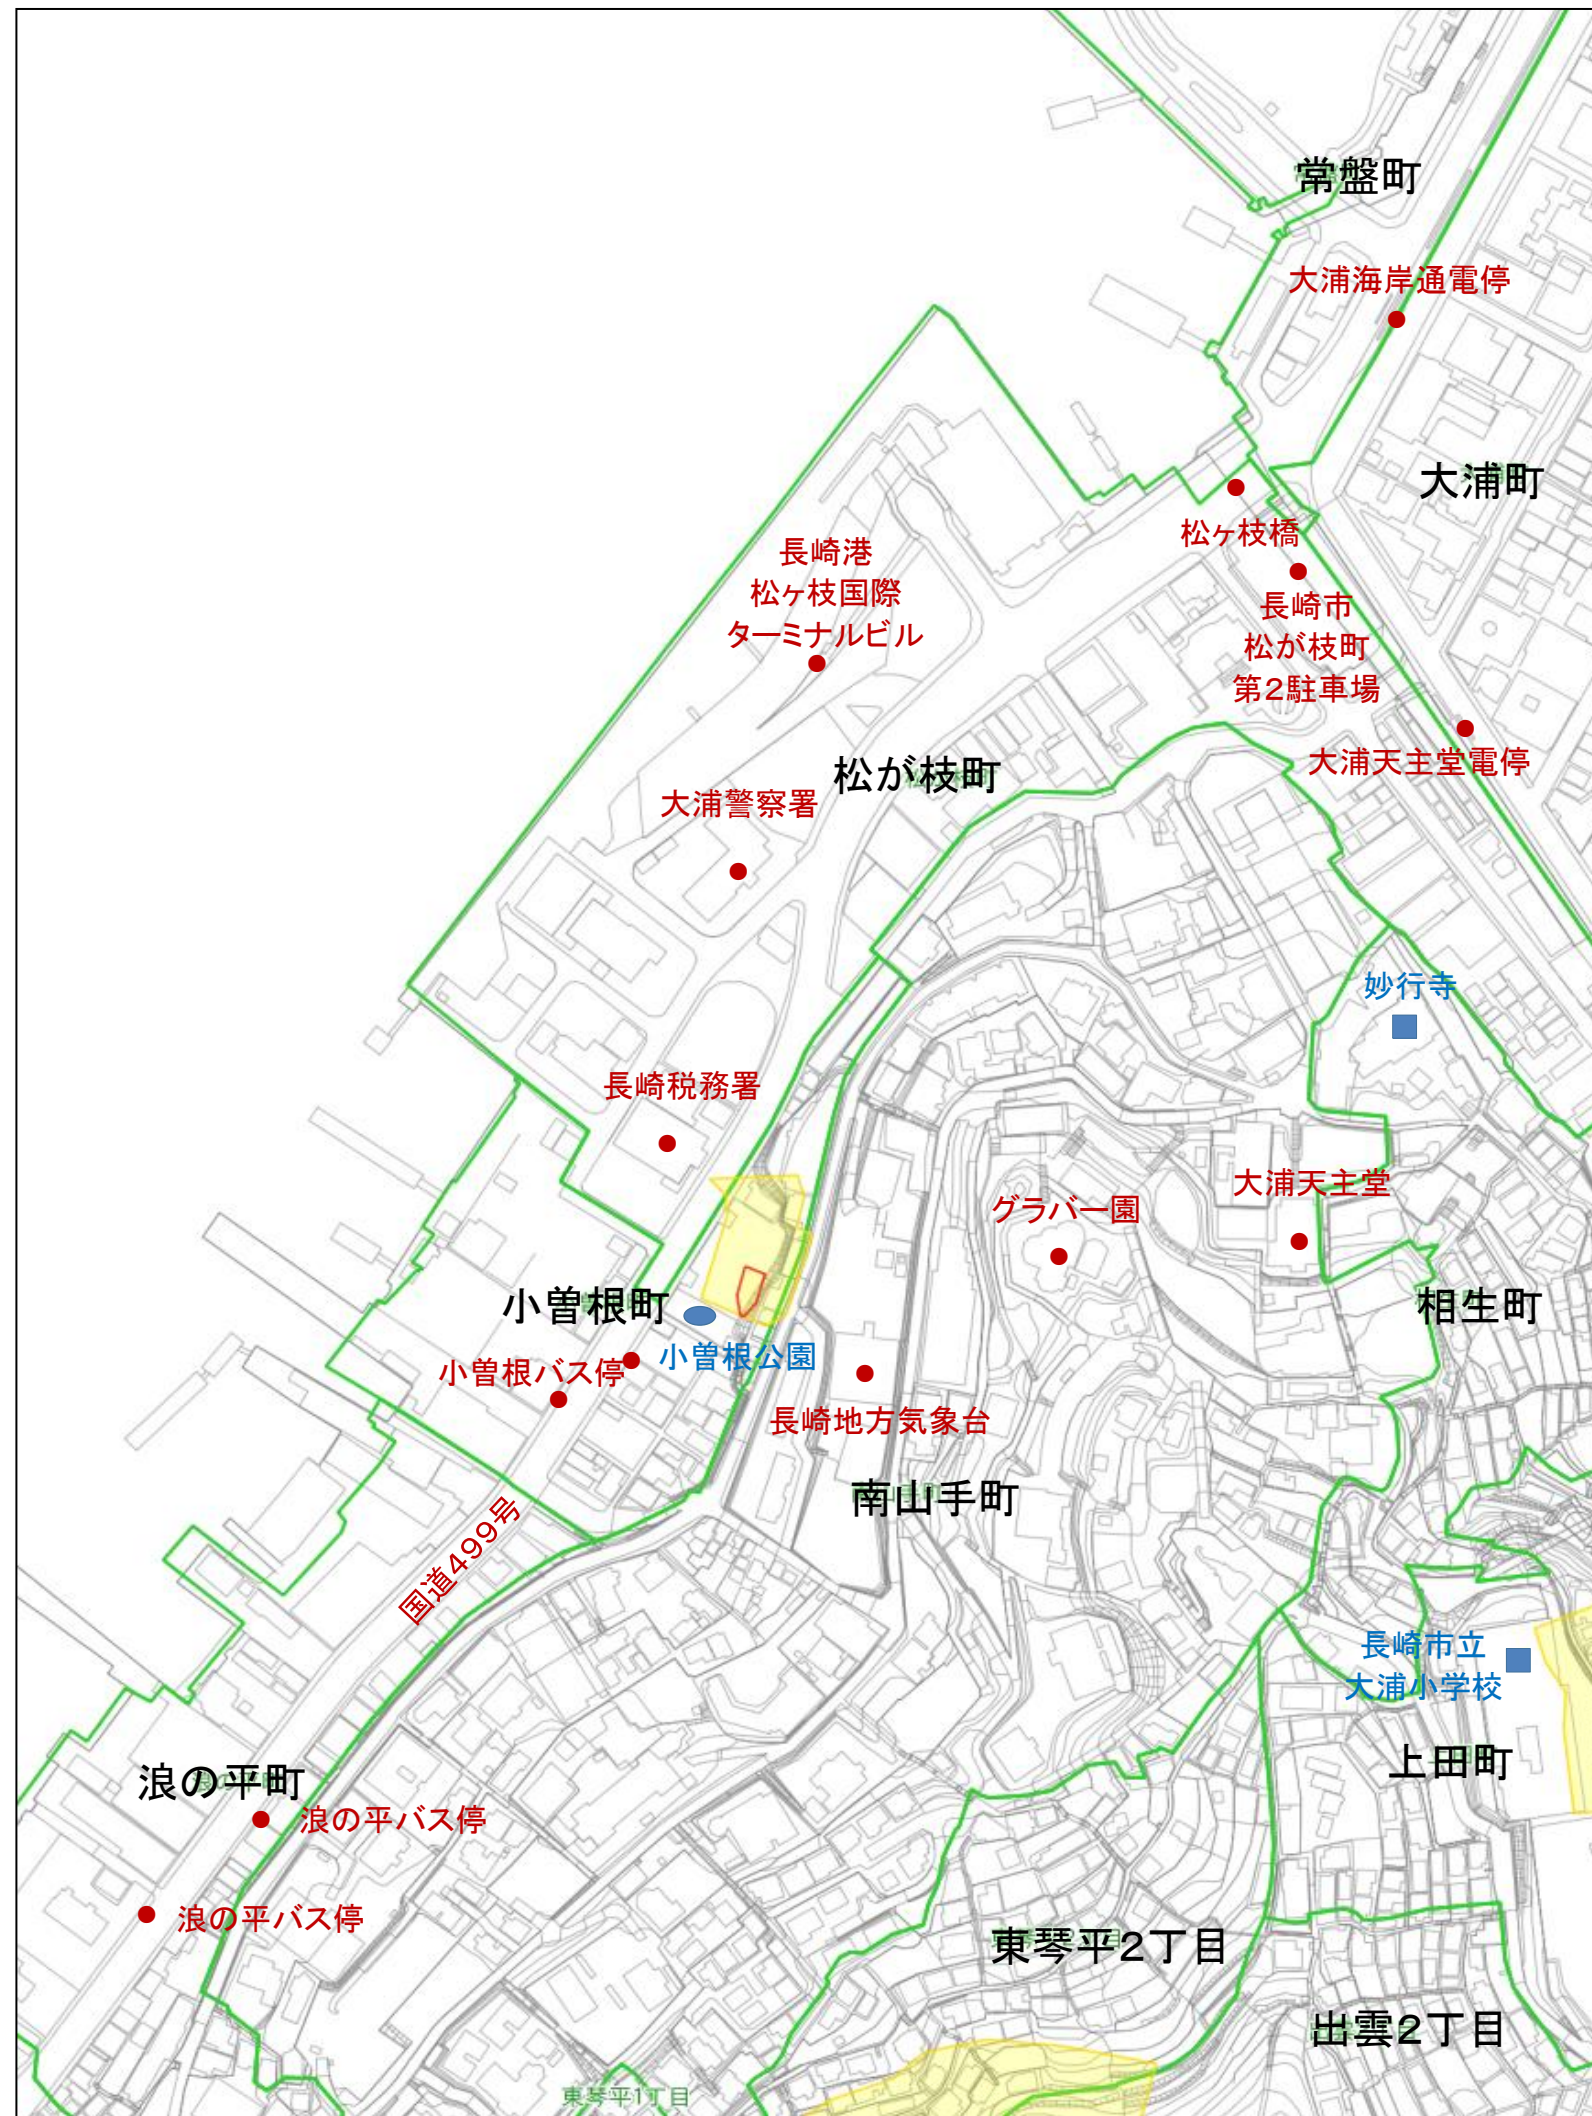 常盤町
大浦海岸通電停
大浦町
松ヶ枝橋
長崎港
松ヶ枝国際
ターミナルビル
長崎市
松が枝町
第2駐車場
大浦天主堂電停
松が枝町
大浦警察署
妙行寺
長崎税務署
大浦天主堂
グラバー園
小曽根町
相生町
小曽根公園
小曽根バス停
長崎地方気象台
南山手町
国道499号
長崎市立
大浦小学校
上田町
浪の平町
浪の平バス停
浪の平バス停
東琴平2丁目
出雲2丁目
東琴平1丁目